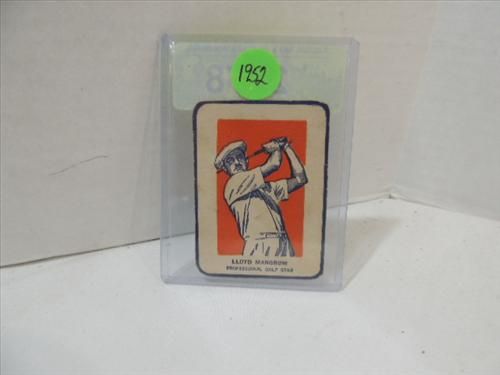 1952
LLOYD MANGRUM
PROFESSIONAL GOLF STAR